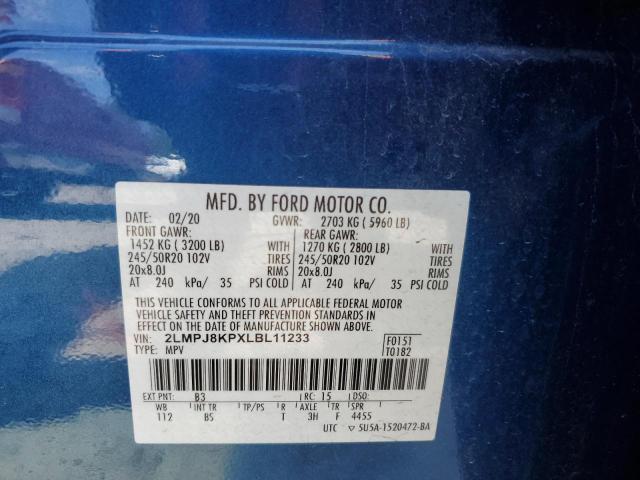 MFD. BY FORD MOTOR CO.
DATE: 02/20 GVWR: 2703 KG ( 5960 LB)
FRONT GAWR: REAR GAWR:
1452 KG ( 3200 LB) WITH 1270 KG ( 2800 LB) WITH
245/50R20 102V TIRES 245/50R20 102V TIRES
20x8.0J RIMS 20x8.0J RIMS
AT 240 kPa/ 35 PSI COLD AT 240 kPa/ 35 PSI COLD
THIS VEHICLE CONFORMS TO ALL APPLICABLE FEDERAL MOTOR
VEHICLE SAFETY AND THEFT PREVENTION STANDARDS IN
EFFECT ON THE DATE OF MANUFACTURE SHOWN ABOVE.
VIN: 2LMPJ8KPXLBL11233 F0151
TYPE: MPV T0182
EXT PNT: B3 RC: 15 DSO:
WB INT TR TP/PS R AXLE TR SPR
112 B5 T 3H F 4455
UTC ▽ 5U5A-1520472-BA